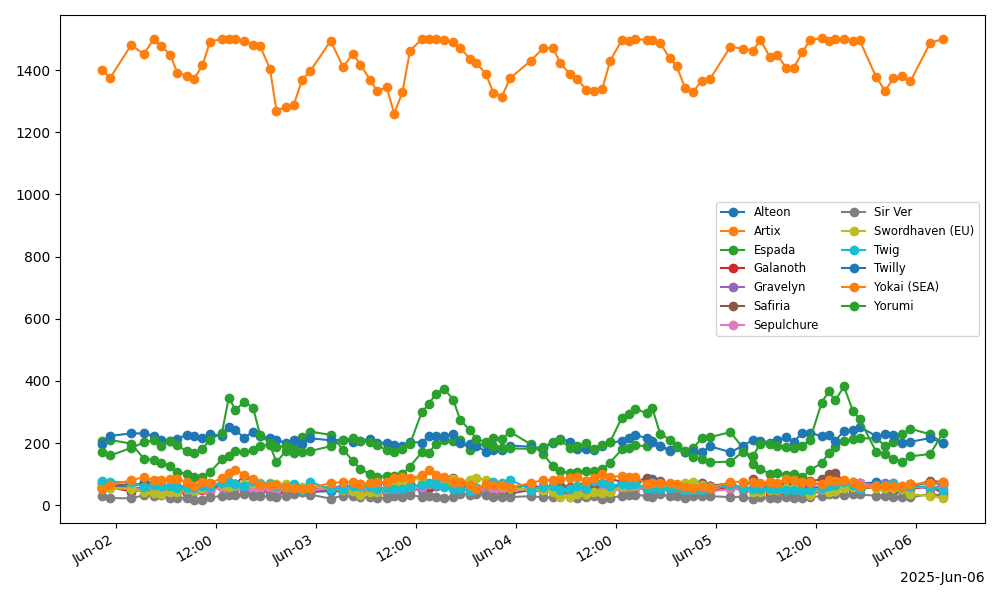 1400
1200
1000
800
600
400
200
0
Alteon
Artix
Espada
Galanoth
Gravelyn
Safiria
Sepulchure
Sir Ver
Swordhaven (EU)
Twig
Twilly
Yokai (SEA)
Yorumi
Jun-02
12:00
Jun-03
12:00
Jun-04
12:00
Jun-05
12:00
Jun-06
2025-Jun-06